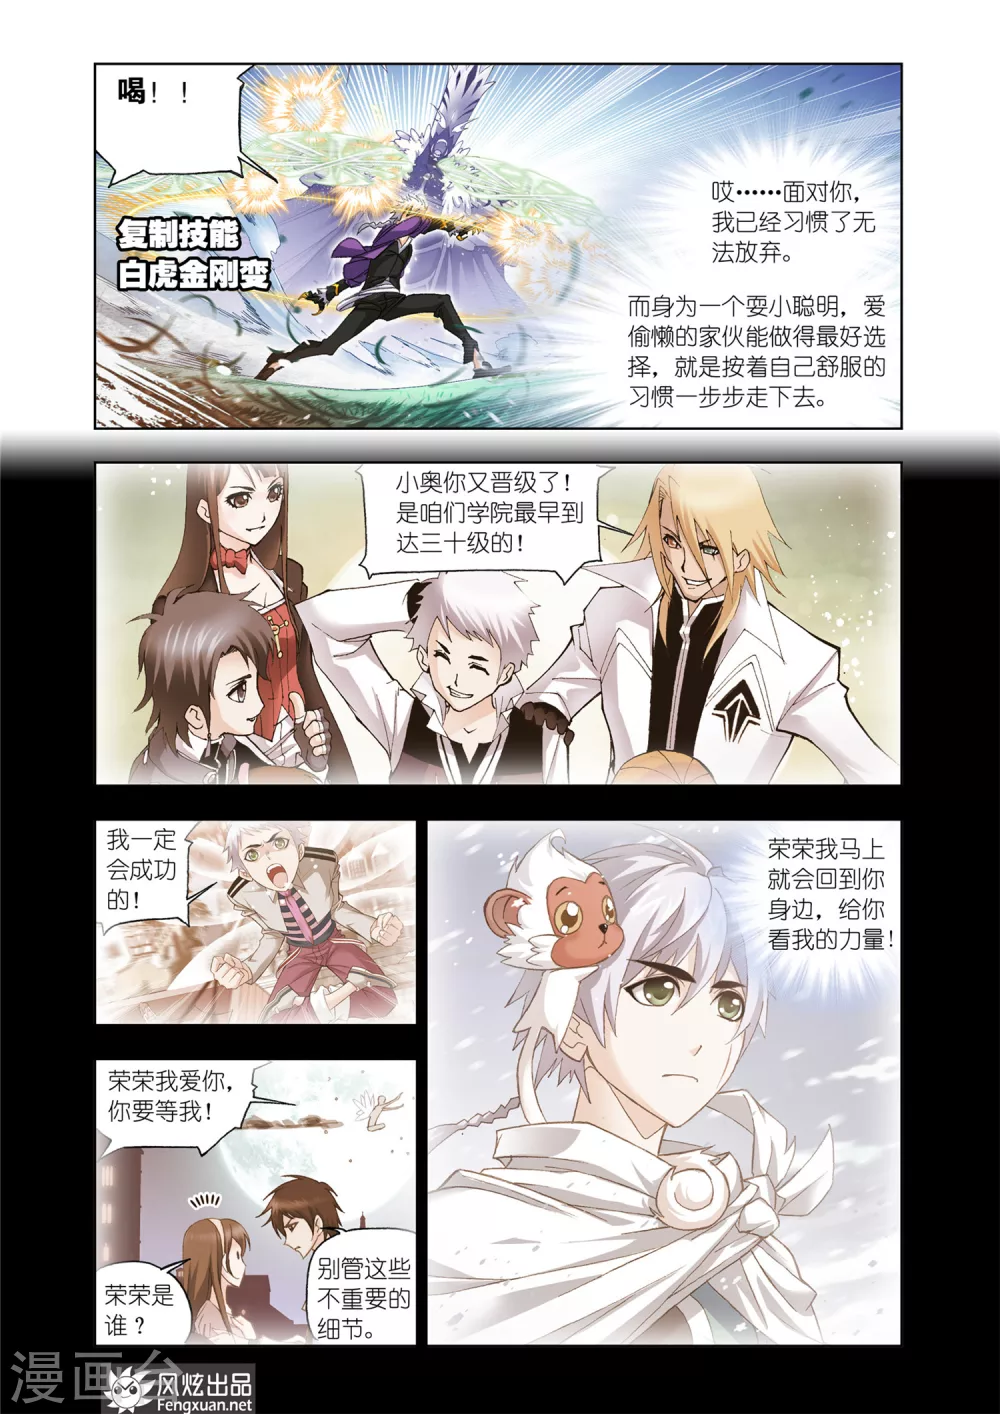 喝！！
复制技能
白虎金刚变
哎……面对你，
我已经习惯了无
法放弃。
而身为一个耍小聪明，爱
偷懒的家伙能做得最好选
择，就是按着自己舒服的
习惯一步步走下去。
小奥你又晋级了！
是咱们学院最早到
达三十级的！
我一定
会成功
的！
荣荣我马上
就会回到你
身边，给你
看我的力量！
荣荣我爱你，
你要等我！
荣荣是
谁？
别管这些
不重要的
细节。
漫画台
风炫出品
Fengxuan.net